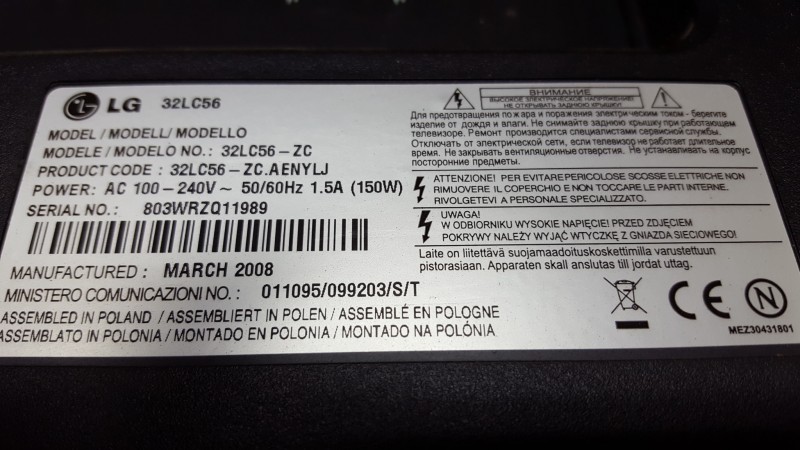 LG 32LC56
MODEL / MODELL/ MODELLO
MODELE / MODELO NO. : 32LC56-ZC
PRODUCT CODE : 32LC56-ZC.AENYLJ
POWER: AC 100-240V~ 50/60Hz 1.5A (150W)
SERIAL NO.: 803WRZQ11989
MANUFACTURED : MARCH 2008
MINISTERO COMUNICAZIONI NO. : 011095/099203/S/T
ASSEMBLED IN POLAND / ASSEMBLIERT IN POLEN / ASSEMBLÉ EN POLOGNE
ASSEMBLATO IN POLONIA / MONTADO EN POLONIA / MONTADO NA POLÓNIA
ВНИМАНИЕ
ВЫСОКОЕ ЭЛЕКТРИЧЕСКОЕ НАПРЯЖЕНИЕ
НЕ ОТКРЫВАТЬ ЗАДНЮЮ КРЫШКУ!
Для предотвращения пожара и поражения электрическим током - берегите
изделие от дождя и влаги. Не снимайте заднюю крышку при работающем
телевизоре. Ремонт производится специалистами сервисной службы.
Отключать от электрической сети, если телевизор не работает длительное
время. Не закрывать вентиляционные отверстия. Не устанавливать на корпус
посторонние предметы.
ATTENZIONE! PER EVITARE PERICOLOSE SCOSSE ELETTRICHE NON
RIMUOVERE IL COPERCHIO E NON TOCCARE LE PARTI INTERNE.
RIVOLGETEVI A PERSONALE SPECIALIZZATO.
UWAGA!
W ODBIORNIKU WYSOKIE NAPIĘCIE! PRZED ZDJĘCIEM
POKRYWY NALEŻY WYJĄĆ WTYCZKĘ Z GNIAZDA SIECIOWEGO!
Laite on liitettävä suojamaadoituskoskettimilla varustettuun
pistorasiaan. Apparaten skall anslutas till jordat uttag.
CE N
MEZ30431801